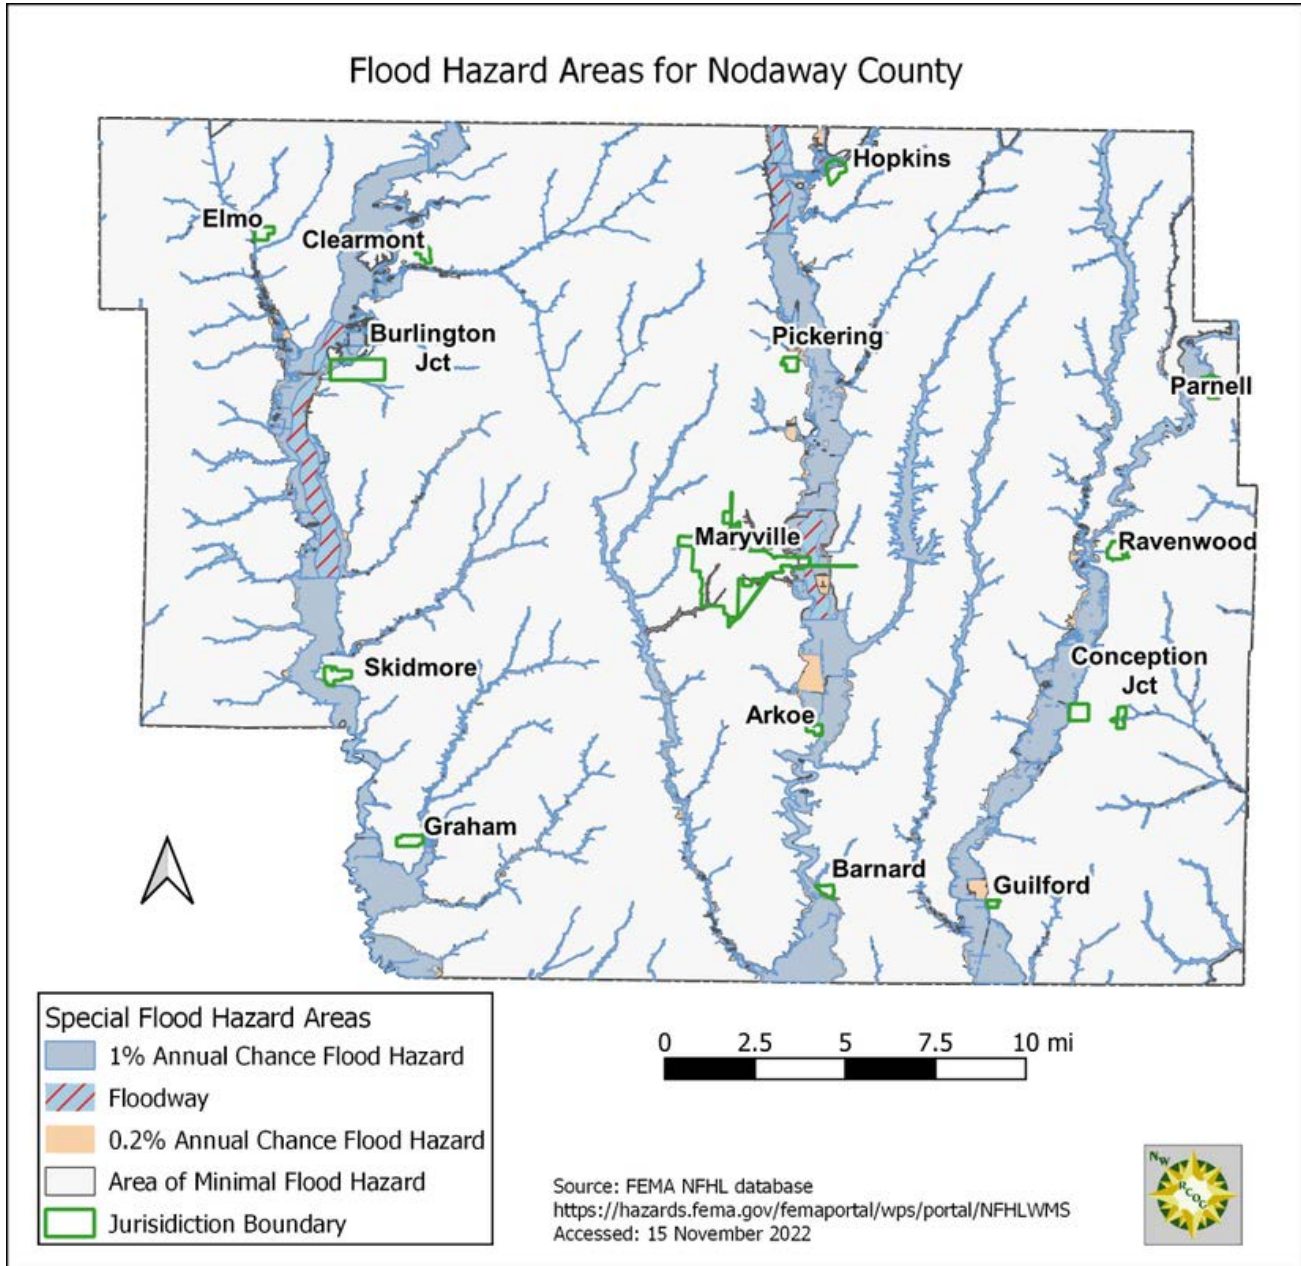 Flood Hazard Areas for Nodaway County
Hopkins
Elmo
Clearmont
Burlington
Jct
Pickering
Parnell
Maryville
Ravenwood
Skidmore
Conception
Jct
Arkoe
Graham
Barnard
Guilford
Special Flood Hazard Areas
1% Annual Chance Flood Hazard
Floodway
0.2% Annual Chance Flood Hazard
Area of Minimal Flood Hazard
Jurisidiction Boundary
0 2.5 5 7.5 10 mi
Source: FEMA NFHL database
https://hazards.fema.gov/femaportal/wps/portal/NFHLWMS
Accessed: 15 November 2022
NW
RCOG